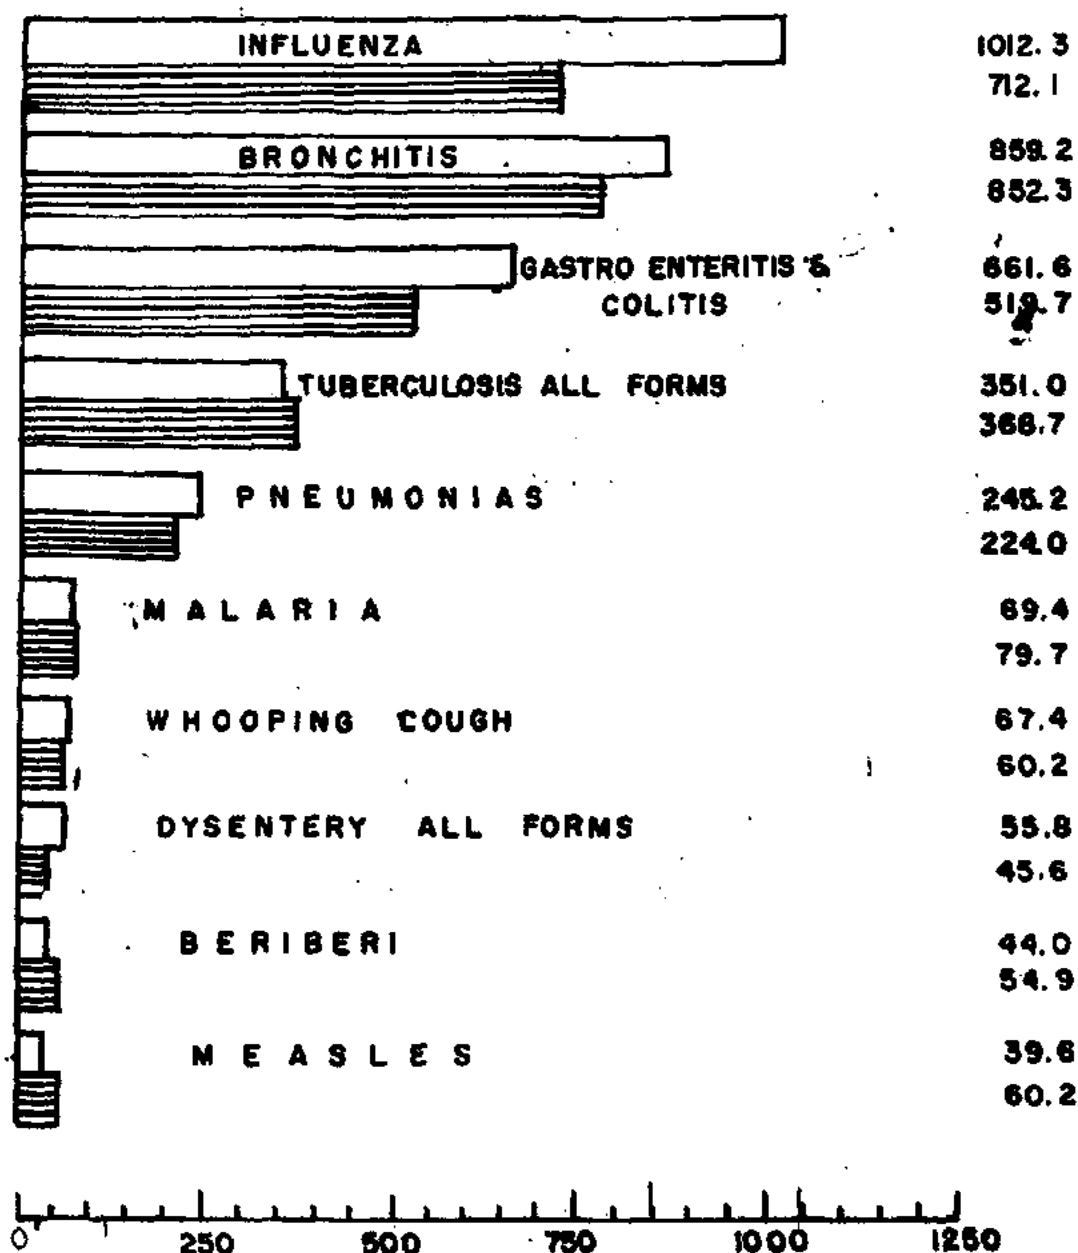 INFLUENZA 1012.3
712.1
BRONCHITIS 859.2
852.3
GASTRO ENTERITIS & 661.6
COLITIS 519.7
TUBERCULOSIS ALL FORMS 351.0
368.7
PNEUMONIAS 245.2
224.0
MALARIA 69.4
79.7
WHOOPING COUGH 67.4
60.2
DYSENTERY ALL FORMS 55.8
45.6
BERIBERI 44.0
54.9
MEASLES 39.6
60.2
0 250 500 750 1000 1250